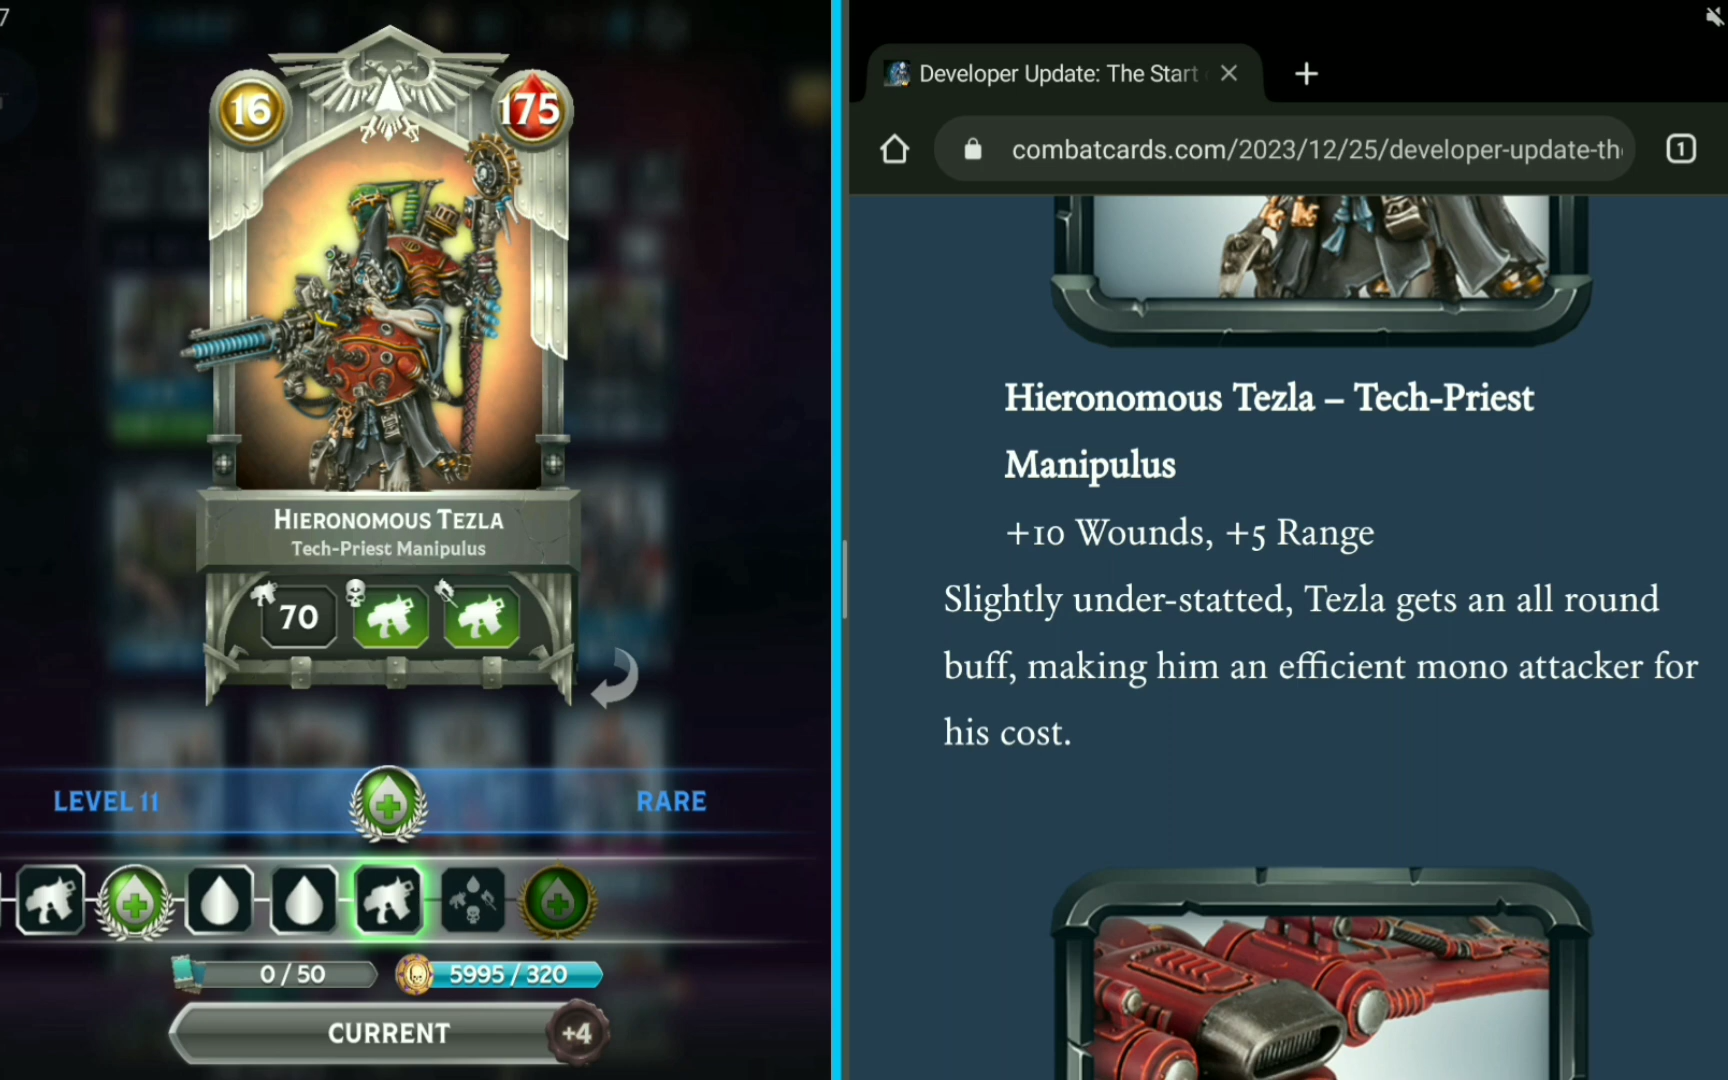 7
16
175
HIERONOMOUS TEZLA
Tech-Priest Manipulus
70
LEVEL 11
RARE
0 / 50
5995 / 320
CURRENT
+4
Developer Update: The Start
combatcards.com/2023/12/25/developer-update-th
1
Hieronomous Tezla – Tech-Priest
Manipulus
+10 Wounds, +5 Range
Slightly under-statted, Tezla gets an all round
buff, making him an efficient mono attacker for
his cost.